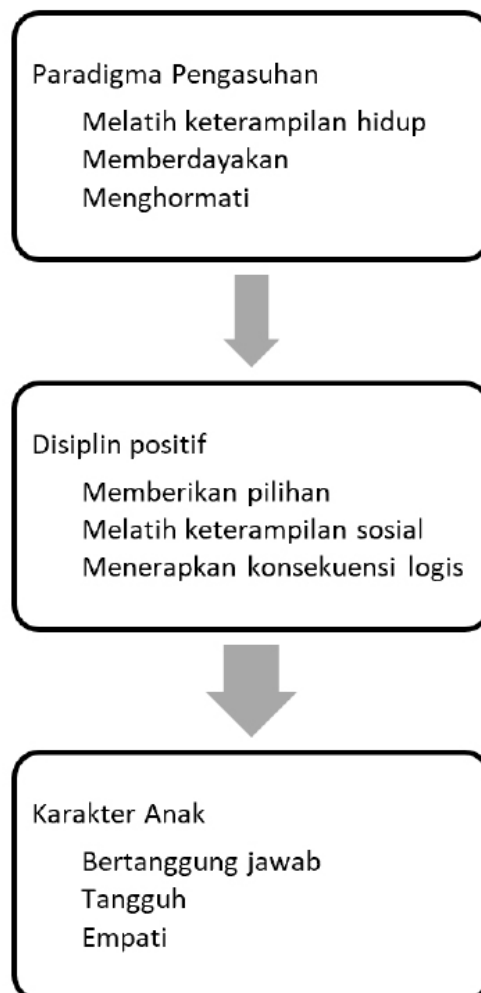 Paradigma Pengasuhan
Melatih keterampilan hidup
Memberdayakan
Menghormati
Disiplin positif
Memberikan pilihan
Melatih keterampilan sosial
Menerapkan konsekuensi logis
Karakter Anak
Bertanggung jawab
Tangguh
Empati